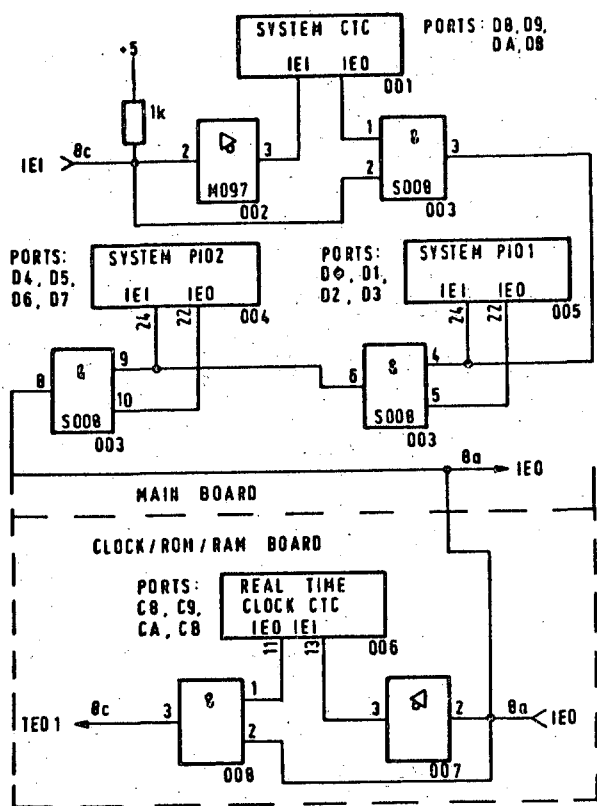 SYSTEM CTC
IEI IEO
001
PORTS: D8, D9,
DA, DB
+5
1k
IEI
8c
2
3
M097
002
1
2
&
3
S008
003
PORTS:
D4, D5,
D6, D7
SYSTEM PIO2
IEI IEO
24 22
004
PORTS:
DØ, D1,
D2, D3
SYSTEM PIO1
IEI IEO
24 22
005
8
&
9
10
S008
003
6
&
4
5
S008
003
8a
IEO
MAIN BOARD
CLOCK/ROM/RAM BOARD
PORTS:
C8, C9,
CA, CB
REAL TIME
CLOCK CTC
IEO IEI
11 13
006
IEO1
8c
3
&
1
2
008
3
2
007
8a
IEO